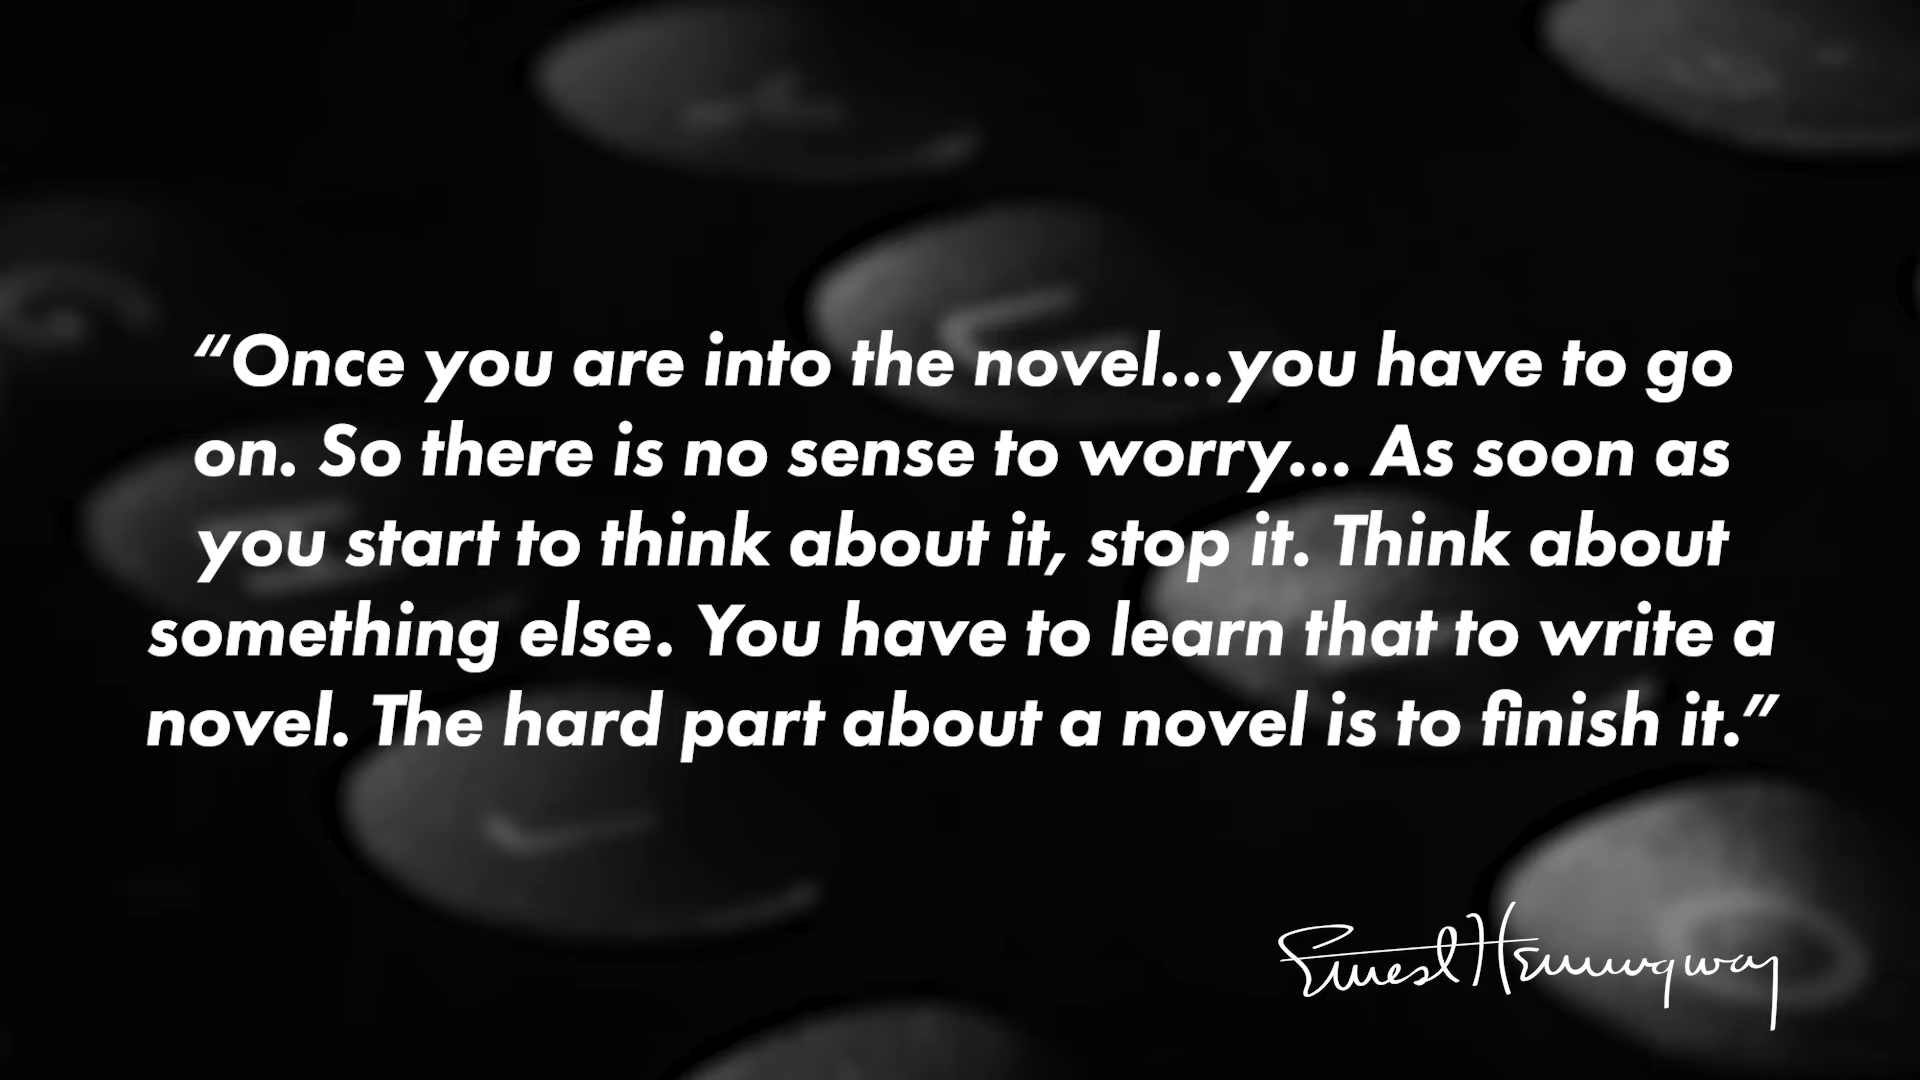 “Once you are into the novel...you have to go
on. So there is no sense to worry... As soon as
you start to think about it, stop it. Think about
something else. You have to learn that to write a
novel. The hard part about a novel is to finish it.”
Ernest Hemingway